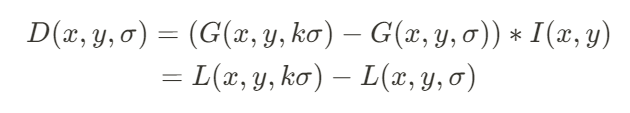 D(x, y, σ) = (G(x, y, kσ) − G(x, y, σ)) ∗ I(x, y)
= L(x, y, kσ) − L(x, y, σ)